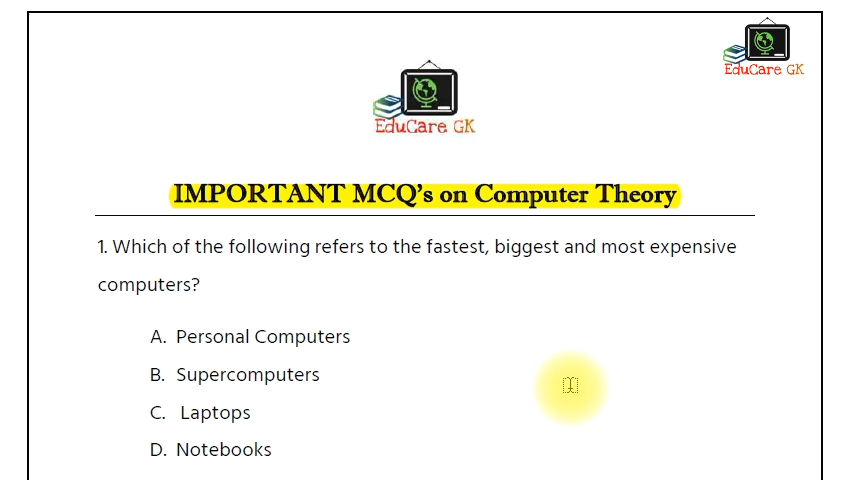 EduCare GK
EduCare GK
IMPORTANT MCQ's on Computer Theory
1. Which of the following refers to the fastest, biggest and most expensive
computers?
A. Personal Computers
B. Supercomputers
C. Laptops
D. Notebooks